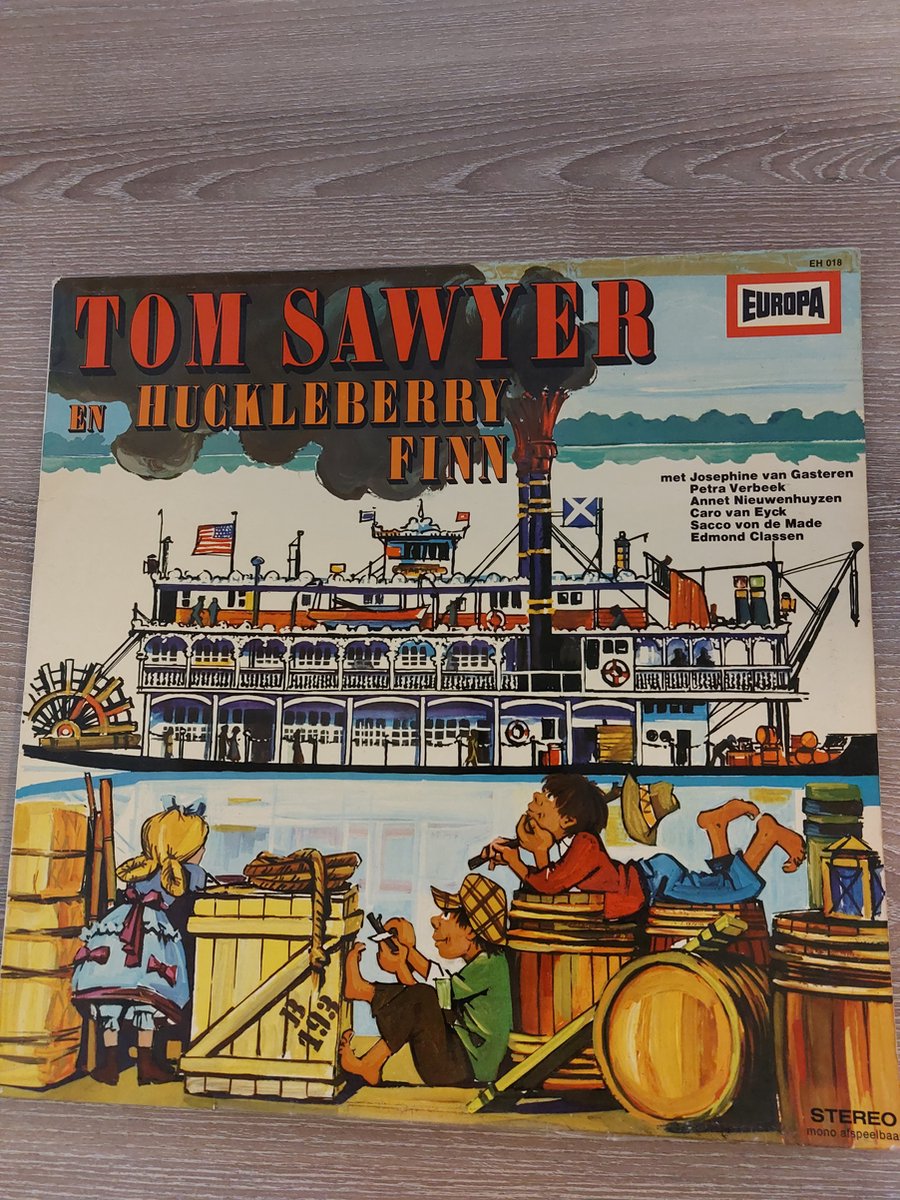 EH 018
TOM SAWYER
EUROPA
EN HUCKLEBERRY
FINN
met Josephine van Gasteren
Petra Verbeek
Annet Nieuwenhuyzen
Caro van Eyck
Sacco von de Made
Edmond Classen
H
193
STEREO
mono afspeelbaa